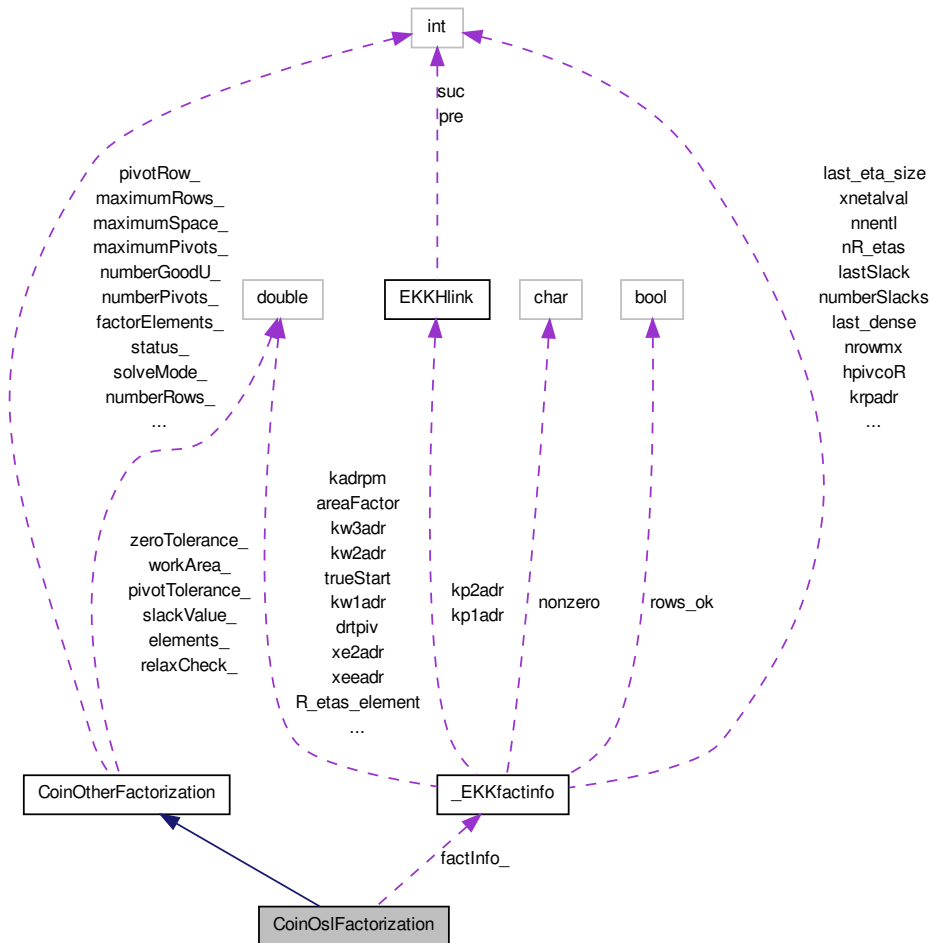 int
suc
pre
pivotRow_
maximumRows_
maximumSpace_
maximumPivots_
numberGoodU_
numberPivots_
factorElements_
status_
solveMode_
numberRows_
...
last_eta_size
xnetalval
nnentl
nR_etas
lastSlack
numberSlacks
last_dense
nrowmx
hpivcoR
krpadr
...
double
EKKHlink
char
bool
zeroTolerance_
workArea_
pivotTolerance_
slackValue_
elements_
relaxCheck_
kadrpm
areaFactor
kw3adr
kw2adr
trueStart
kw1adr
drtpiv
xe2adr
xeeadr
R_etas_element
...
kp2adr
kp1adr
nonzero
rows_ok
CoinOtherFactorization
_EKKfactinfo
factInfo_
CoinOslFactorization